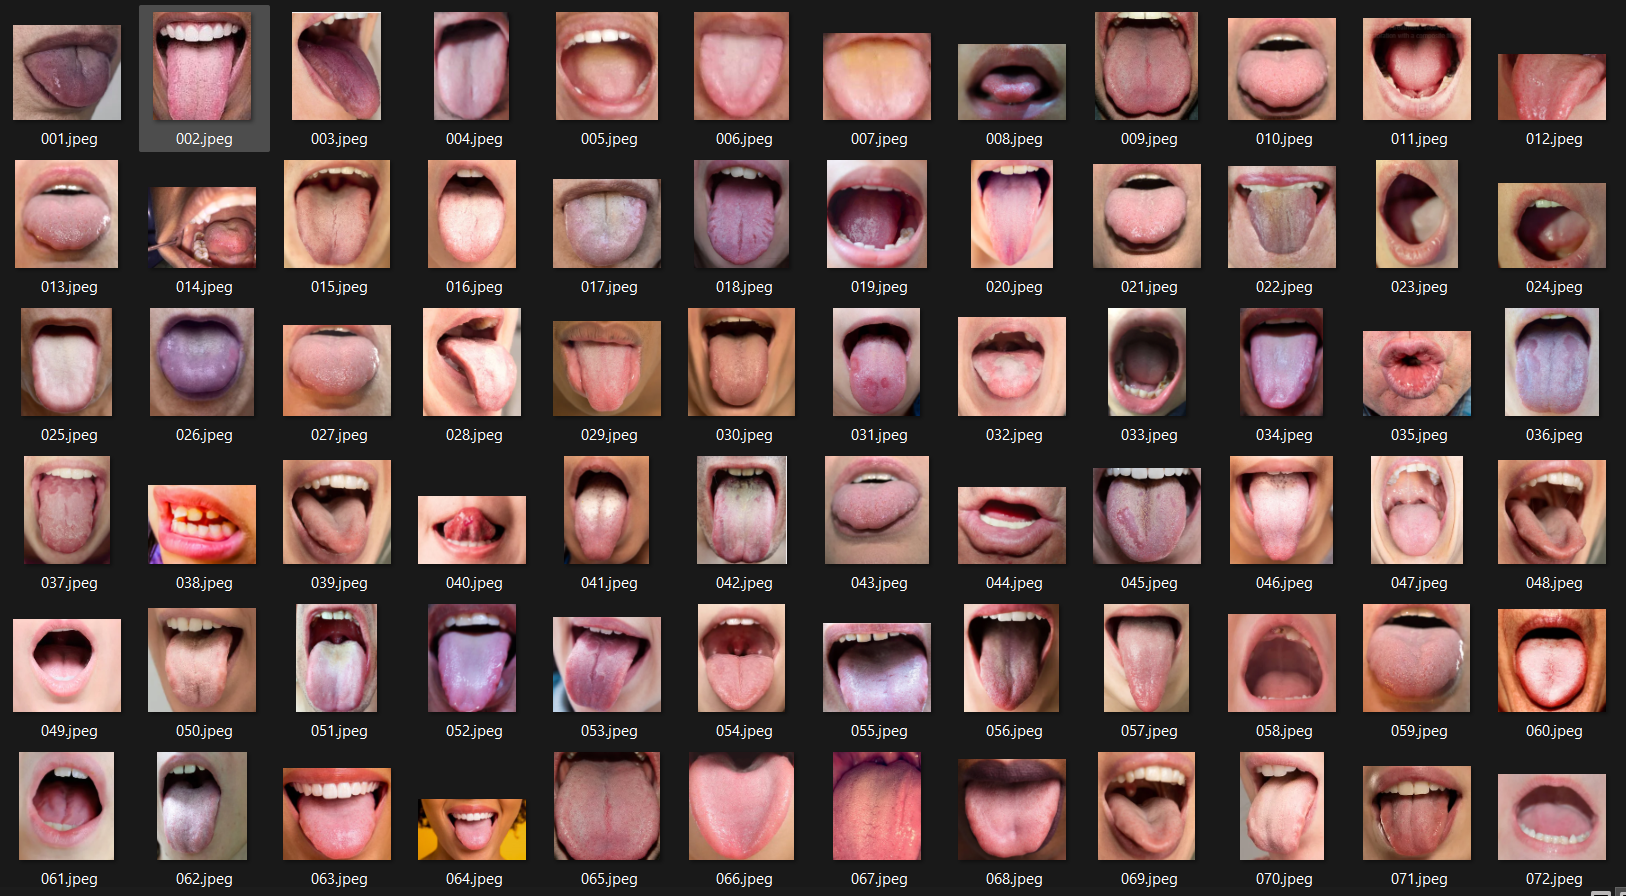 001.jpeg 002.jpeg 003.jpeg 004.jpeg 005.jpeg 006.jpeg 007.jpeg 008.jpeg 009.jpeg 010.jpeg 011.jpeg 012.jpeg
013.jpeg 014.jpeg 015.jpeg 016.jpeg 017.jpeg 018.jpeg 019.jpeg 020.jpeg 021.jpeg 022.jpeg 023.jpeg 024.jpeg
025.jpeg 026.jpeg 027.jpeg 028.jpeg 029.jpeg 030.jpeg 031.jpeg 032.jpeg 033.jpeg 034.jpeg 035.jpeg 036.jpeg
037.jpeg 038.jpeg 039.jpeg 040.jpeg 041.jpeg 042.jpeg 043.jpeg 044.jpeg 045.jpeg 046.jpeg 047.jpeg 048.jpeg
049.jpeg 050.jpeg 051.jpeg 052.jpeg 053.jpeg 054.jpeg 055.jpeg 056.jpeg 057.jpeg 058.jpeg 059.jpeg 060.jpeg
061.jpeg 062.jpeg 063.jpeg 064.jpeg 065.jpeg 066.jpeg 067.jpeg 068.jpeg 069.jpeg 070.jpeg 071.jpeg 072.jpeg